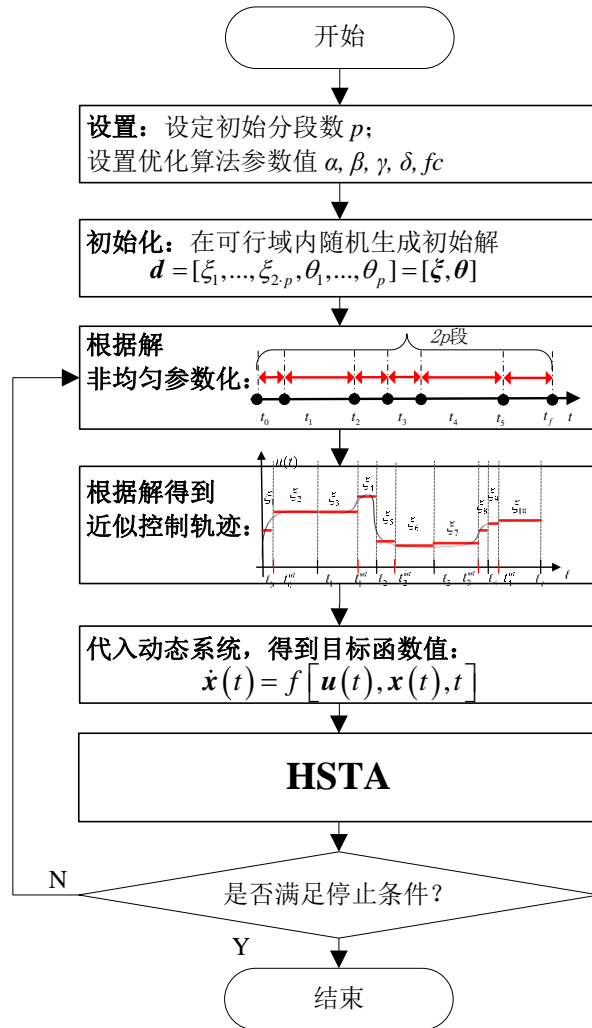 开始
设置：设定初始分段数 p；
设置优化算法参数值 α, β, γ, δ, fc
初始化：在可行域内随机生成初始解
d = [ξ₁,...,ξ₂.ₚ,θ₁,...,θₚ]=[ξ,θ]
根据解
非均匀参数化：
2p段
t₀ t₁ t₂ t₃ t₄ t₅ t_f t
根据解得到
近似控制轨迹：
u(t)
ξ₁ ξ₂ ξ₃ ξ₄ ξ₅ ξ₆ ξ₇ ξ₈ ξ₁₀
代入动态系统，得到目标函数值：
ẋ(t) = f[u(t), x(t), t]
HSTA
是否满足停止条件？
N
Y
结束